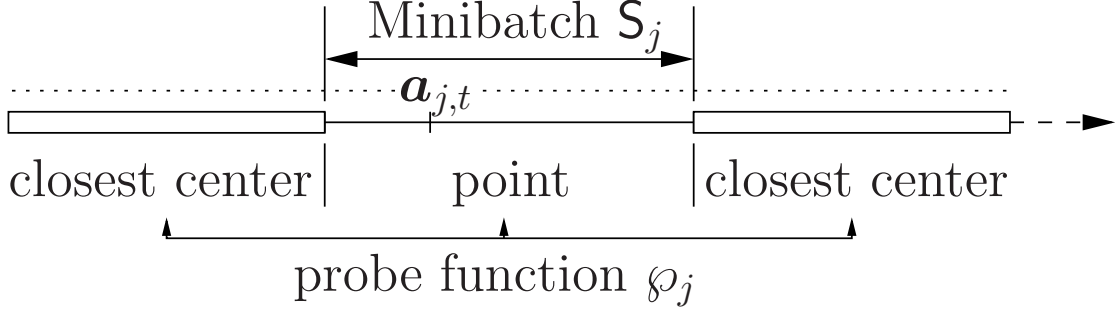 Minibatch S_j
a_{j,t}
closest center point closest center
probe function ℘_j